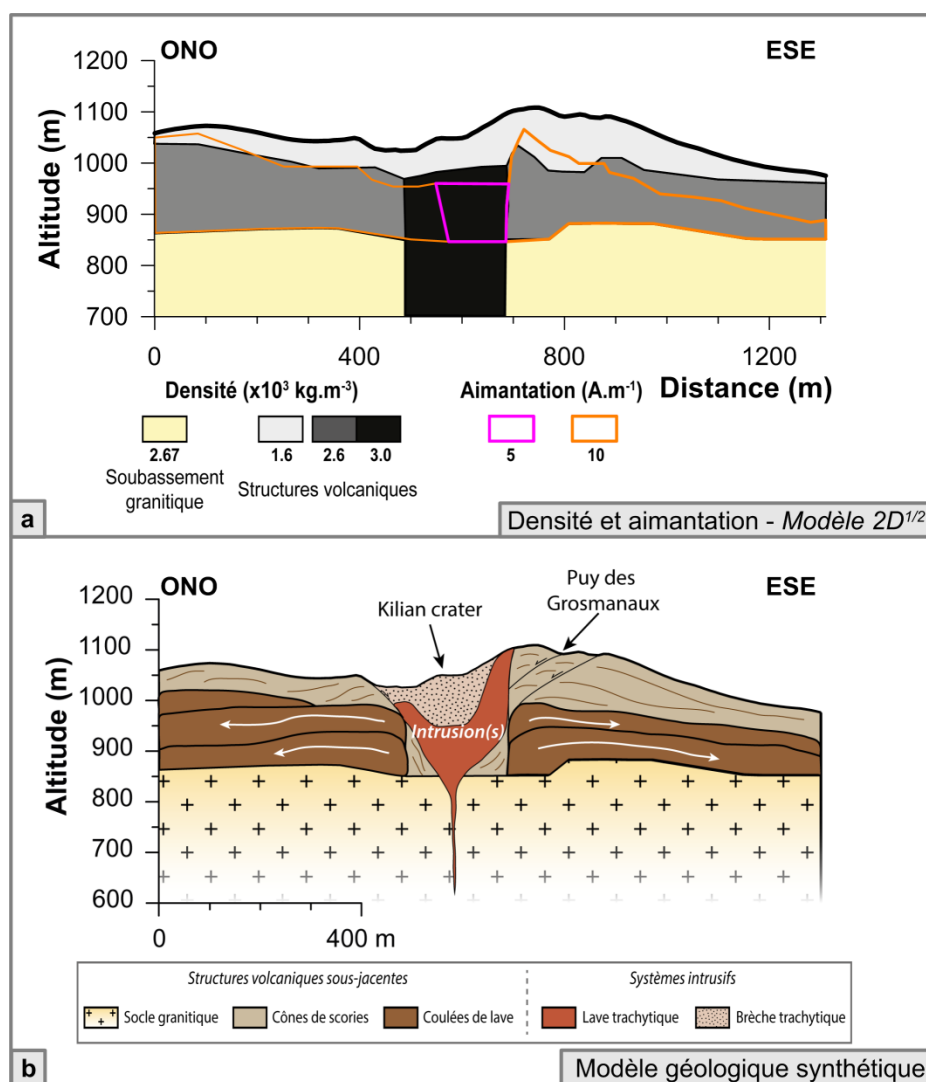 ONO
ESE
1200
1100
1000
900
800
700
Altitude (m)
0
400
800
1200
Distance (m)
Densité (x10³ kg.m⁻³)
Aimantation (A.m⁻¹)
2.67
1.6
2.6
3.0
5
10
Soubassement
granitique
Structures volcaniques
a
Densité et aimantation - Modèle 2D^1/2
ONO
ESE
Puy des
Grosmanaux
Kilian crater
1200
1100
1000
900
800
700
600
Altitude (m)
Intrusion(s)
0
400 m
Structures volcaniques sous-jacentes
Systèmes intrusifs
Socle granitique
Cônes de scories
Coulées de lave
Lave trachytique
Brèche trachytique
b
Modèle géologique synthétique